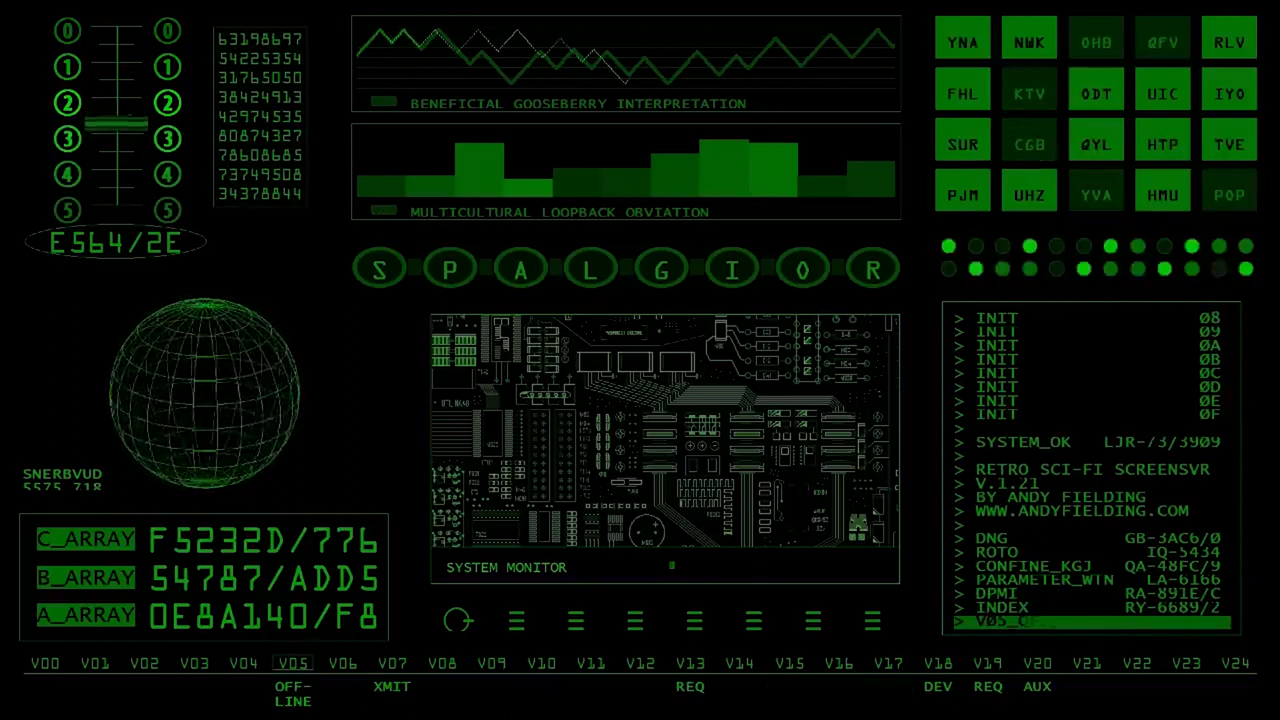 0 0
1 1
2 2
3 3
4 4
5 5
E564/2E
63198697
54225354
31765050
38424913
42974535
80874327
78608685
73749508
34378844
BENEFICIAL GOOSEBERRY INTERPRETATION
MULTICULTURAL LOOPBACK OBVIATION
S P A L G I O R
YNA NWK OHB QFV RLV
FHL KTV ODT UIC IYO
SUR CGB QYL HTP TVE
PJM UHZ YVA HMU PQP
SNERBVUD
5575 718
C_ARRAY F5232D/776
B_ARRAY 54787/ADD5
A_ARRAY 0E8A140/F8
SYSTEM MONITOR
> INIT 08
> INIT 09
> INIT 0A
> INIT 0B
> INIT 0C
> INIT 0D
> INIT 0E
> INIT 0F
>
> SYSTEM_OK LJR-73/3909
>
> RETRO SCI-FI SCREENSVR
> V.1.21
> BY ANDY FIELDING
> WWW.ANDYFIELDING.COM
>
> DNG GB-3AC6/0
> ROTO IQ-5434
> CONFINE_KGJ QA-48FC/9
> PARAMETER_WTN LA-6166
> DPMI RA-891E/C
> INDEX RY-6689/2
V00 V01 V02 V03 V04 V05 V06 V07 V08 V09 V10 V11 V12 V13 V14 V15 V16 V17 V18 V19 V20 V21 V22 V23 V24
OFF-LINE XMIT REQ DEV REQ AUX